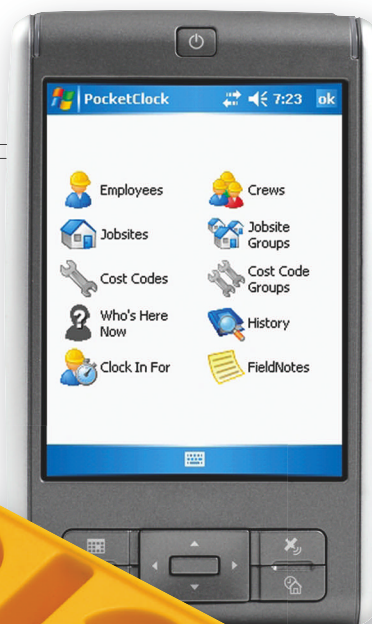 PocketClock 7:23 ok
Employees
Crews
Jobsites
Jobsite
Groups
Cost Codes
Cost Code
Groups
Who's Here
Now
History
Clock In For
FieldNotes